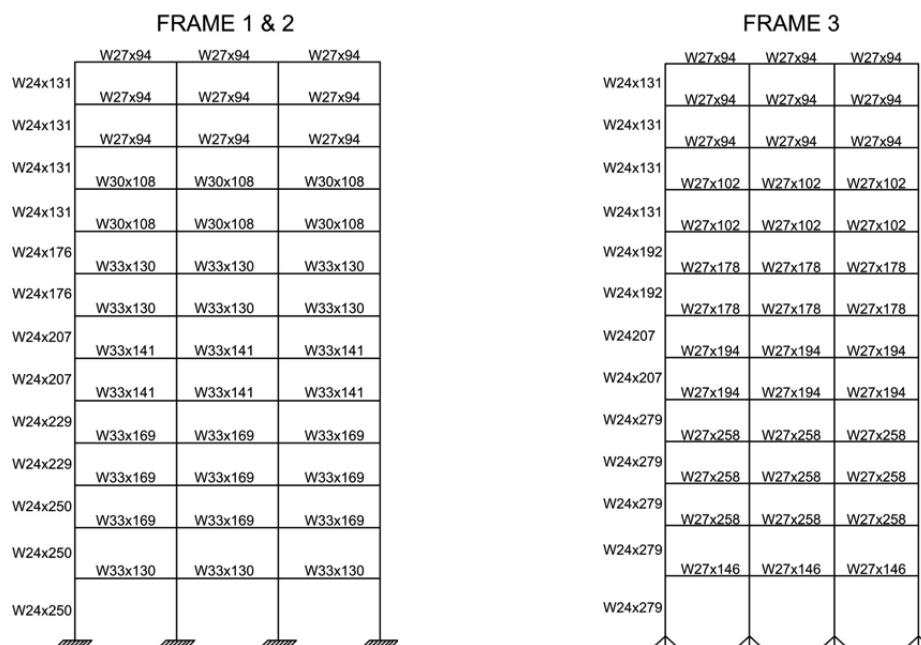 FRAME 1 & 2
W27x94 W27x94 W27x94
W24x131
W27x94 W27x94 W27x94
W24x131
W27x94 W27x94 W27x94
W24x131
W30x108 W30x108 W30x108
W24x131
W30x108 W30x108 W30x108
W24x176
W33x130 W33x130 W33x130
W24x176
W33x130 W33x130 W33x130
W24x207
W33x141 W33x141 W33x141
W24x207
W33x141 W33x141 W33x141
W24x229
W33x169 W33x169 W33x169
W24x229
W33x169 W33x169 W33x169
W24x250
W33x169 W33x169 W33x169
W24x250
W33x130 W33x130 W33x130
W24x250
FRAME 3
W27x94 W27x94 W27x94
W24x131
W27x94 W27x94 W27x94
W24x131
W27x94 W27x94 W27x94
W24x131
W27x102 W27x102 W27x102
W24x131
W27x102 W27x102 W27x102
W24x192
W27x178 W27x178 W27x178
W24x192
W27x178 W27x178 W27x178
W24207
W27x194 W27x194 W27x194
W24x207
W27x194 W27x194 W27x194
W24x279
W27x258 W27x258 W27x258
W24x279
W27x258 W27x258 W27x258
W24x279
W27x258 W27x258 W27x258
W24x279
W27x146 W27x146 W27x146
W24x279